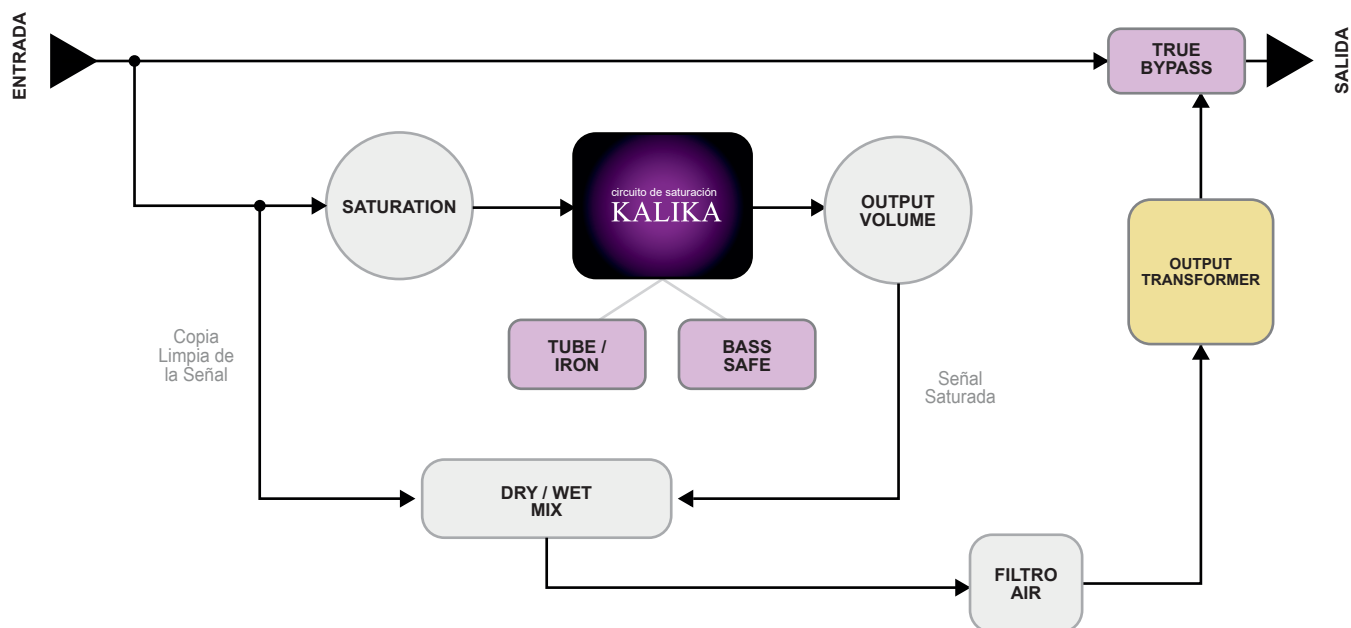 ENTRADA
TRUE
BYPASS
SALIDA
SATURATION
circuito de saturación
KALIKA
OUTPUT
VOLUME
OUTPUT
TRANSFORMER
Copia
Limpia de
la Señal
TUBE /
IRON
BASS
SAFE
Señal
Saturada
DRY / WET
MIX
FILTRO
AIR